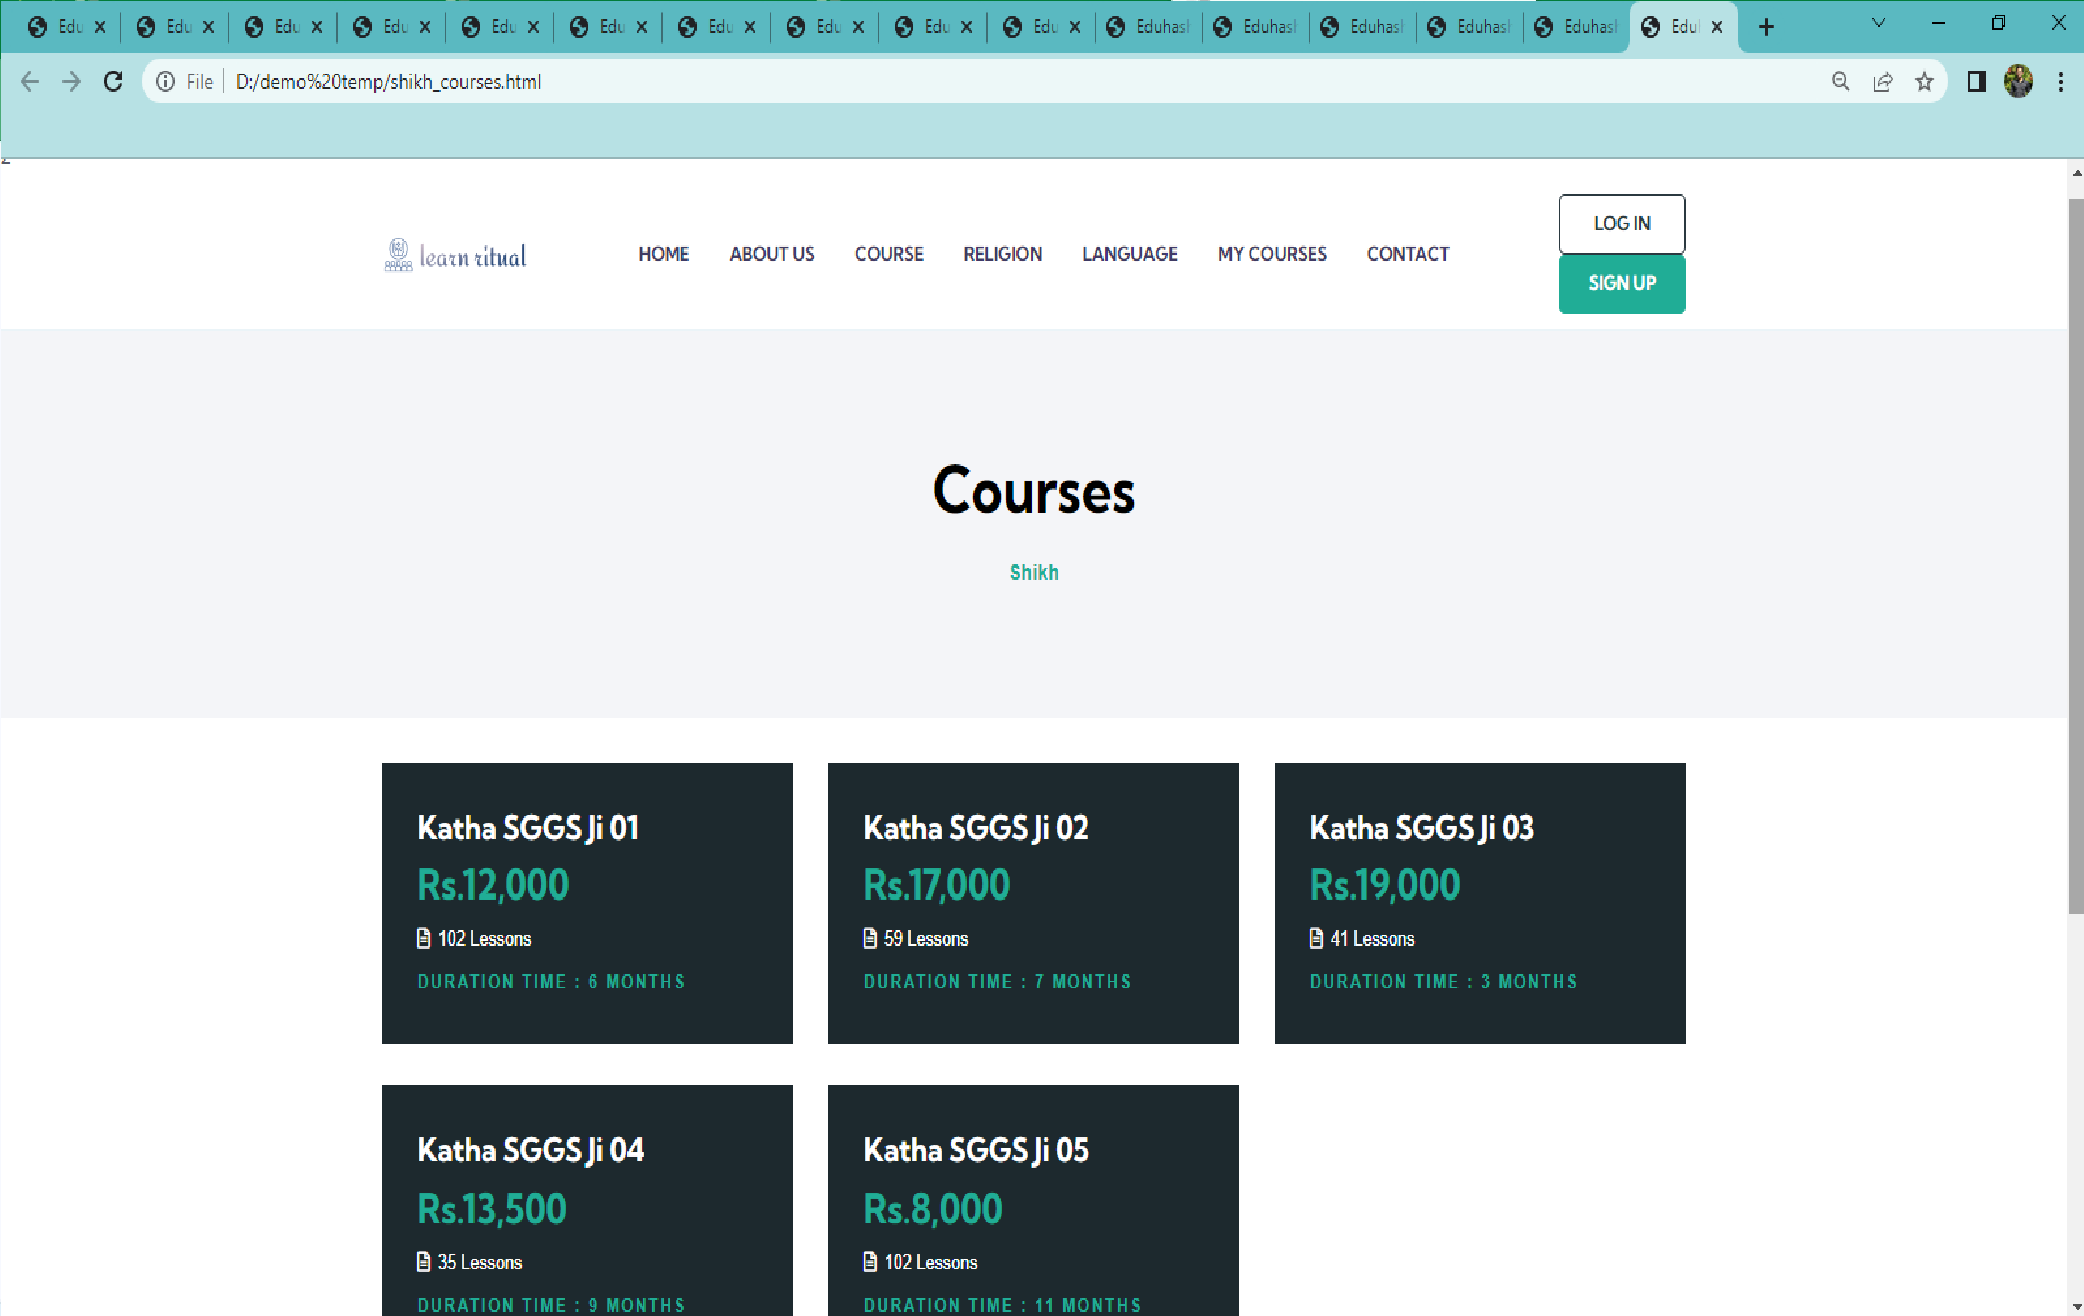 Edu Edu Edu Edu Edu Edu Edu Edu Edu Edu Eduhash Eduhash Eduhash Eduhash Eduhash Edul
File D:/demo%20temp/shikh_courses.html
learn ritual
HOME ABOUT US COURSE RELIGION LANGUAGE MY COURSES CONTACT
LOG IN
SIGN UP
Courses
Shikh
Katha SGGS Ji 01
Rs.12,000
102 Lessons
DURATION TIME : 6 MONTHS
Katha SGGS Ji 02
Rs.17,000
59 Lessons
DURATION TIME : 7 MONTHS
Katha SGGS Ji 03
Rs.19,000
41 Lessons
DURATION TIME : 3 MONTHS
Katha SGGS Ji 04
Rs.13,500
35 Lessons
DURATION TIME : 9 MONTHS
Katha SGGS Ji 05
Rs.8,000
102 Lessons
DURATION TIME : 11 MONTHS